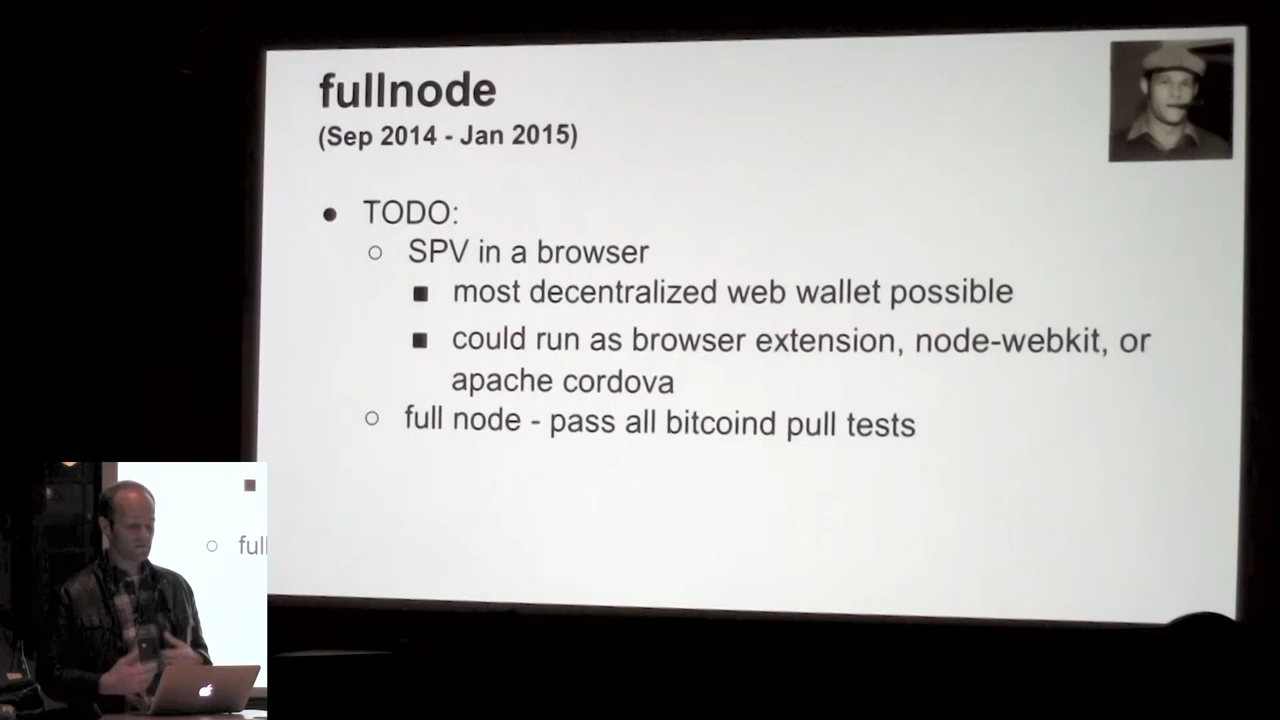 fullnode
(Sep 2014 - Jan 2015)
● TODO:
○ SPV in a browser
■ most decentralized web wallet possible
■ could run as browser extension, node-webkit, or
apache cordova
○ full node - pass all bitcoind pull tests
■
○ full